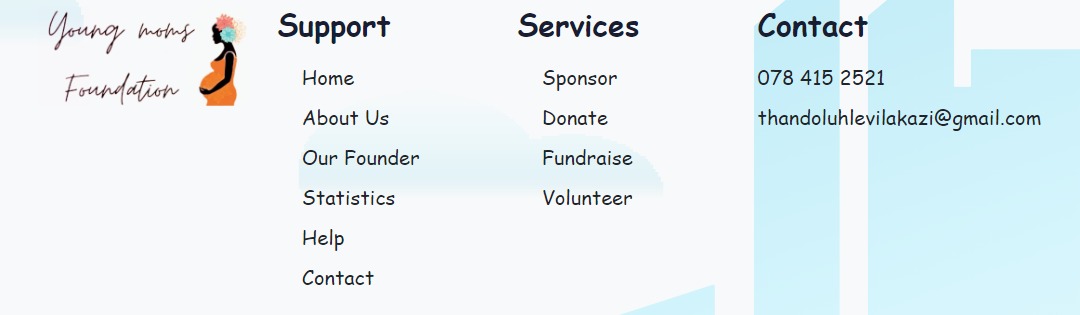 Young moms
Foundation
Support
Home
About Us
Our Founder
Statistics
Help
Contact
Services
Sponsor
Donate
Fundraise
Volunteer
Contact
078 415 2521
thandoluhlevilakazi@gmail.com